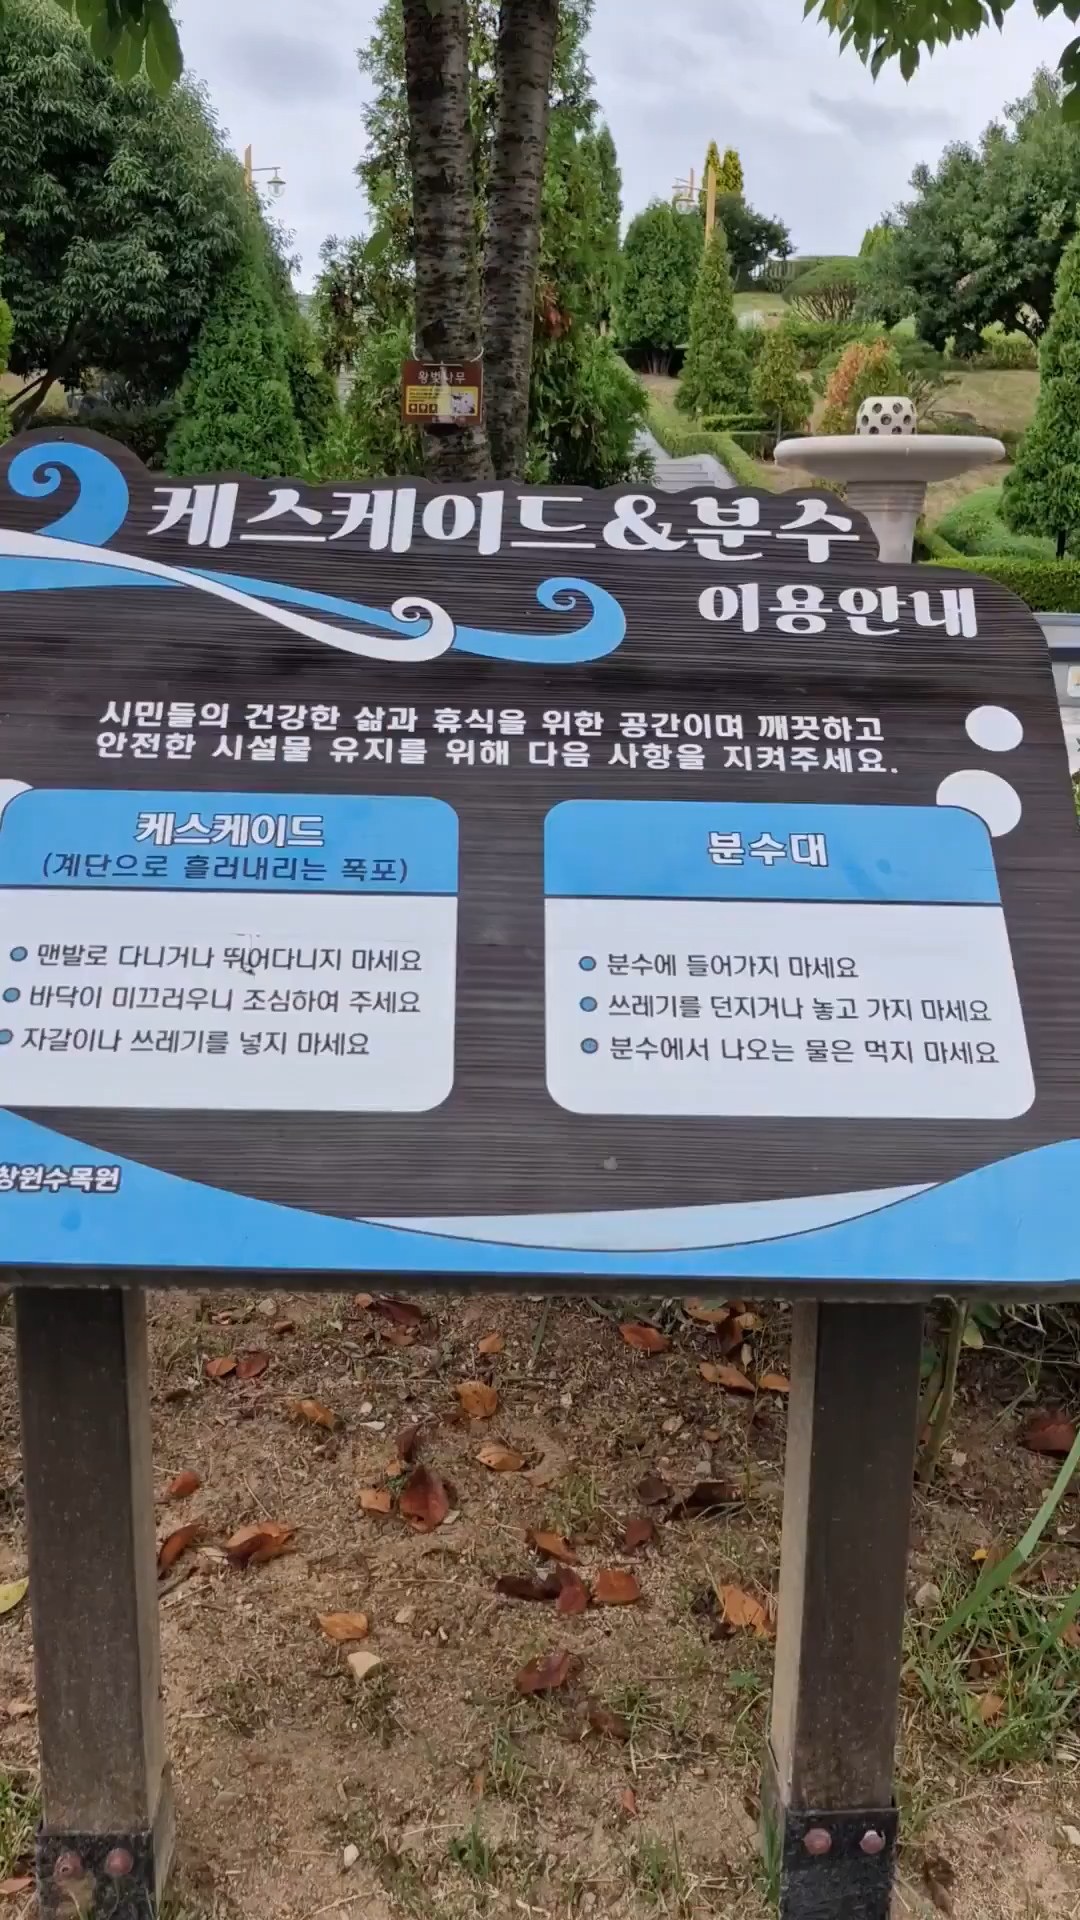 왕벚나무
케스케이드&분수
이용안내
시민들의 건강한 삶과 휴식을 위한 공간이며 깨끗하고
안전한 시설물 유지를 위해 다음 사항을 지켜주세요.
케스케이드
(계단으로 흘러내리는 폭포)
맨발로 다니거나 뛰어다니지 마세요
바닥이 미끄러우니 조심하여 주세요
자갈이나 쓰레기를 넣지 마세요
분수대
분수에 들어가지 마세요
쓰레기를 던지거나 놓고 가지 마세요
분수에서 나오는 물은 먹지 마세요
창원수목원